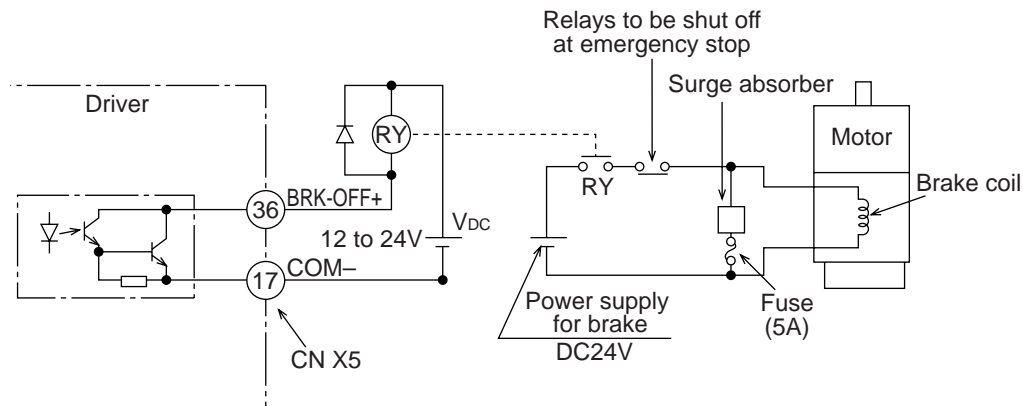 Relays to be shut off
at emergency stop
Surge absorber
Driver
RY
Motor
RY
Brake coil
36
BRK-OFF+
VDC
12 to 24V
17
COM–
Power supply
for brake
DC24V
Fuse
(5A)
CN X5